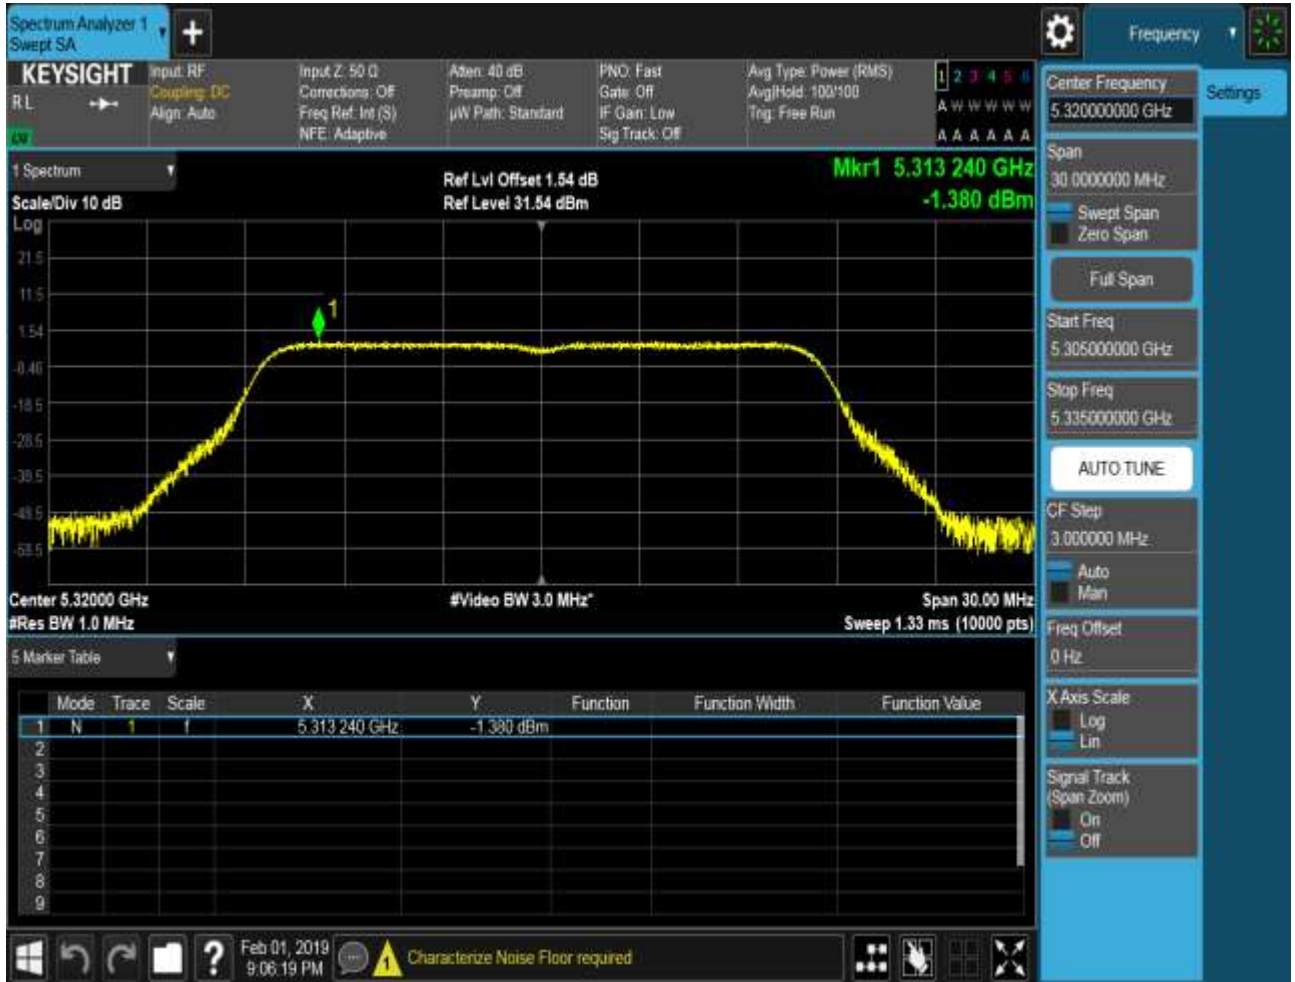 Spectrum Analyzer 1
Swept SA
+
Frequency
KEYSIGHT
R L
Input: RF
Coupling: DC
Align: Auto
Input Z: 50 Ω
Corrections: Off
Freq Ref: Int (S)
NFE: Adaptive
Atten: 40 dB
Preamp: Off
µW Path: Standard
PNO: Fast
Gate: Off
IF Gain: Low
Sig Track: Off
Avg Type: Power (RMS)
Avg|Hold: 100/100
Trig: Free Run
1 2 3 4 5 6
A W W W W W
A A A A A A
1 Spectrum
Scale/Div 10 dB
Ref Lvl Offset 1.54 dB
Ref Level 31.54 dBm
Mkr1 5.313 240 GHz
-1.380 dBm
Log
21.5
11.5
1.54
-8.46
-18.5
-28.5
-38.5
-48.5
-58.5
1
Center 5.32000 GHz
#Res BW 1.0 MHz
#Video BW 3.0 MHz*
Span 30.00 MHz
Sweep 1.33 ms (10000 pts)
5 Marker Table
Mode Trace Scale X Y Function Function Width Function Value
1 N 1 f 5.313 240 GHz -1.380 dBm
2
3
4
5
6
7
8
9
Feb 01, 2019
9:06:19 PM
?
1
Characterize Noise Floor required
Settings
Center Frequency
5.320000000 GHz
Span
30.0000000 MHz
Swept Span
Zero Span
Full Span
Start Freq
5.305000000 GHz
Stop Freq
5.335000000 GHz
AUTO TUNE
CF Step
3.000000 MHz
Auto
Man
Freq Offset
0 Hz
X Axis Scale
Log
Lin
Signal Track
(Span Zoom)
On
Off